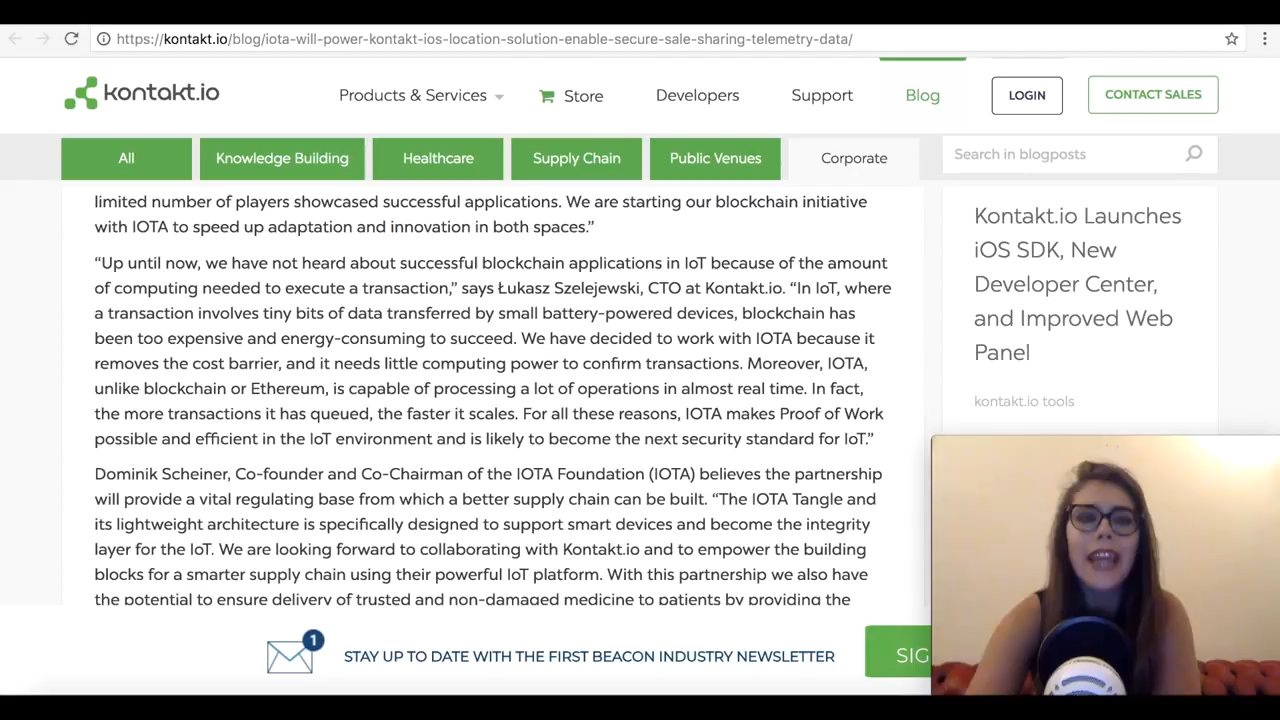 https://kontakt.io/blog/iota-will-power-kontakt-ios-location-solution-enable-secure-sale-sharing-telemetry-data/
kontakt.io
Products & Services
Store
Developers
Support
Blog
LOGIN
CONTACT SALES
All
Knowledge Building
Healthcare
Supply Chain
Public Venues
Corporate
Search in blogposts
limited number of players showcased successful applications. We are starting our blockchain initiative
with IOTA to speed up adaptation and innovation in both spaces.”
“Up until now, we have not heard about successful blockchain applications in IoT because of the amount
of computing needed to execute a transaction,” says Łukasz Szelejewski, CTO at Kontakt.io. “In IoT, where
a transaction involves tiny bits of data transferred by small battery-powered devices, blockchain has
been too expensive and energy-consuming to succeed. We have decided to work with IOTA because it
removes the cost barrier, and it needs little computing power to confirm transactions. Moreover, IOTA,
unlike blockchain or Ethereum, is capable of processing a lot of operations in almost real time. In fact,
the more transactions it has queued, the faster it scales. For all these reasons, IOTA makes Proof of Work
possible and efficient in the IoT environment and is likely to become the next security standard for IoT.”
Dominik Scheiner, Co-founder and Co-Chairman of the IOTA Foundation (IOTA) believes the partnership
will provide a vital regulating base from which a better supply chain can be built. “The IOTA Tangle and
its lightweight architecture is specifically designed to support smart devices and become the integrity
layer for the IoT. We are looking forward to collaborating with Kontakt.io and to empower the building
blocks for a smarter supply chain using their powerful IoT platform. With this partnership we also have
the potential to ensure delivery of trusted and non-damaged medicine to patients by providing the
Kontakt.io Launches
iOS SDK, New
Developer Center,
and Improved Web
Panel
kontakt.io tools
1
STAY UP TO DATE WITH THE FIRST BEACON INDUSTRY NEWSLETTER
SIG